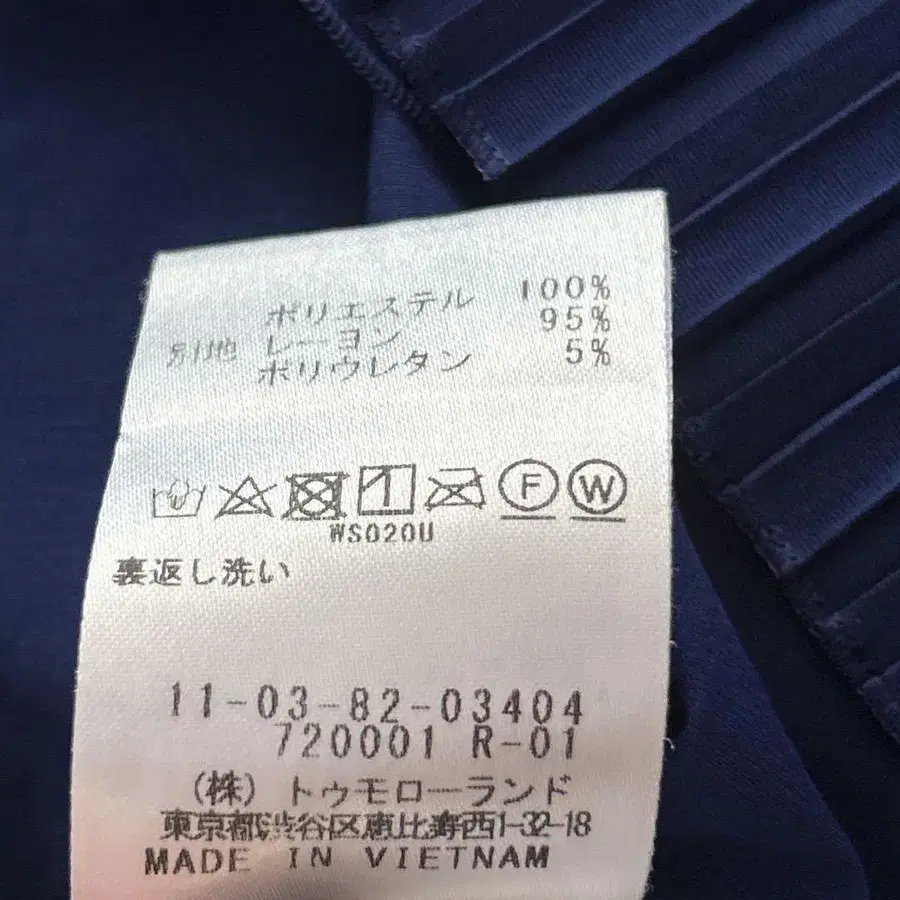 ポリエステル 100%
別地 レーヨン 95%
ポリウレタン 5%
F W
WS020U
裏返し洗い
11-03-82-03404
720001 R-01
(株) トゥモローランド
東京都渋谷区恵比寿西1-32-18
MADE IN VIETNAM